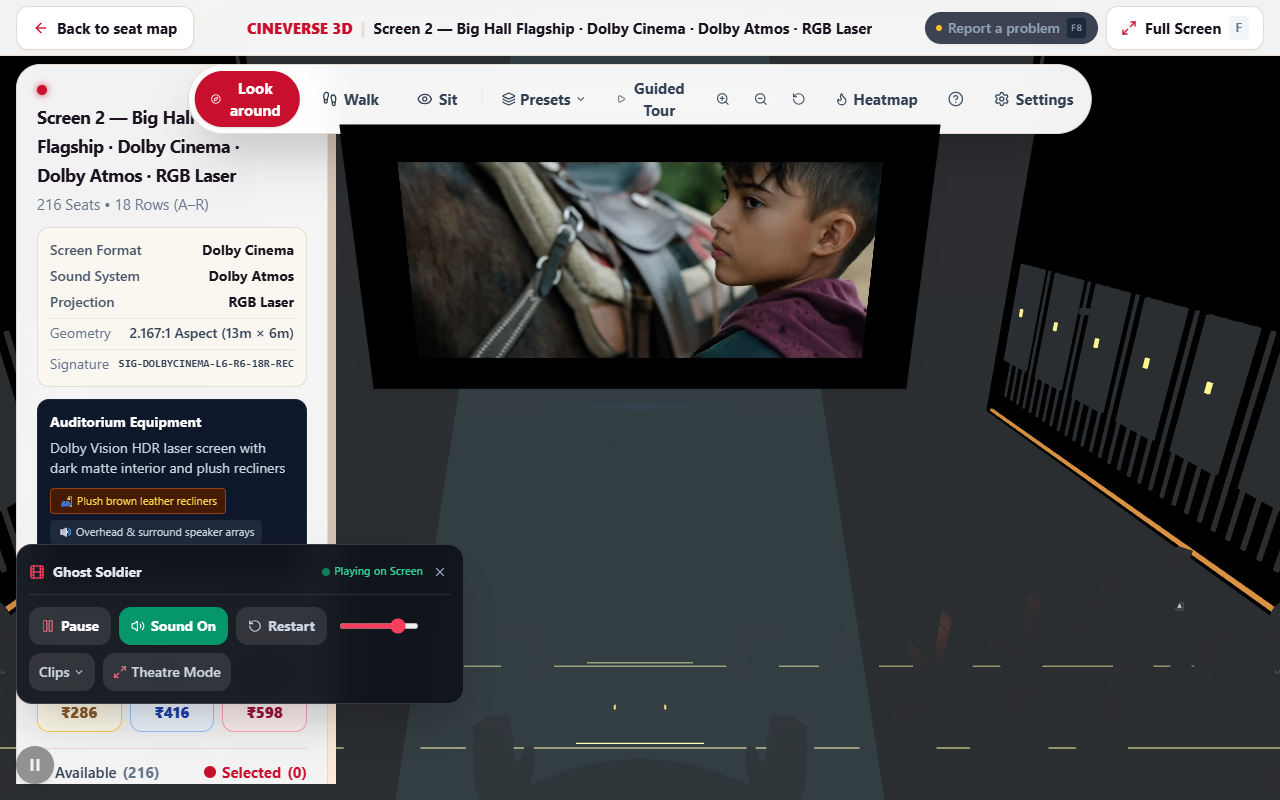 Back to seat map
CINEVERSE 3D | Screen 2 — Big Hall Flagship · Dolby Cinema · Dolby Atmos · RGB Laser
Report a problem F8
Full Screen F
Look around
Walk
Sit
Presets
Guided Tour
Heatmap
Settings
Screen 2 — Big Hall
Flagship · Dolby Cinema ·
Dolby Atmos · RGB Laser
216 Seats • 18 Rows (A–R)
Screen Format Dolby Cinema
Sound System Dolby Atmos
Projection RGB Laser
Geometry 2.167:1 Aspect (13m × 6m)
Signature SIG-DOLBYCINEMA-L6-R6-18R-REC
Auditorium Equipment
Dolby Vision HDR laser screen with
dark matte interior and plush recliners
Plush brown leather recliners
Overhead & surround speaker arrays
Ghost Soldier
Playing on Screen
Pause
Sound On
Restart
Clips
Theatre Mode
₹286 ₹416 ₹598
Available (216)
Selected (0)